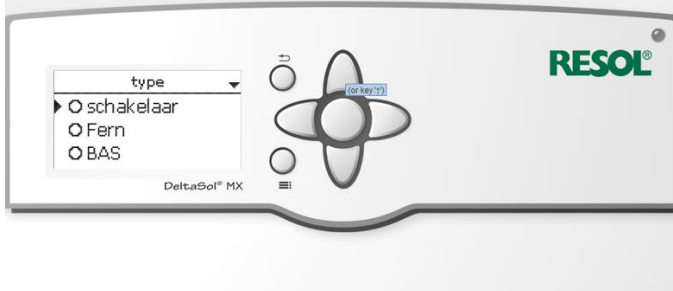 type
schakelaar
Fern
BAS
DeltaSol® MX
(or key '↑')
RESOL®